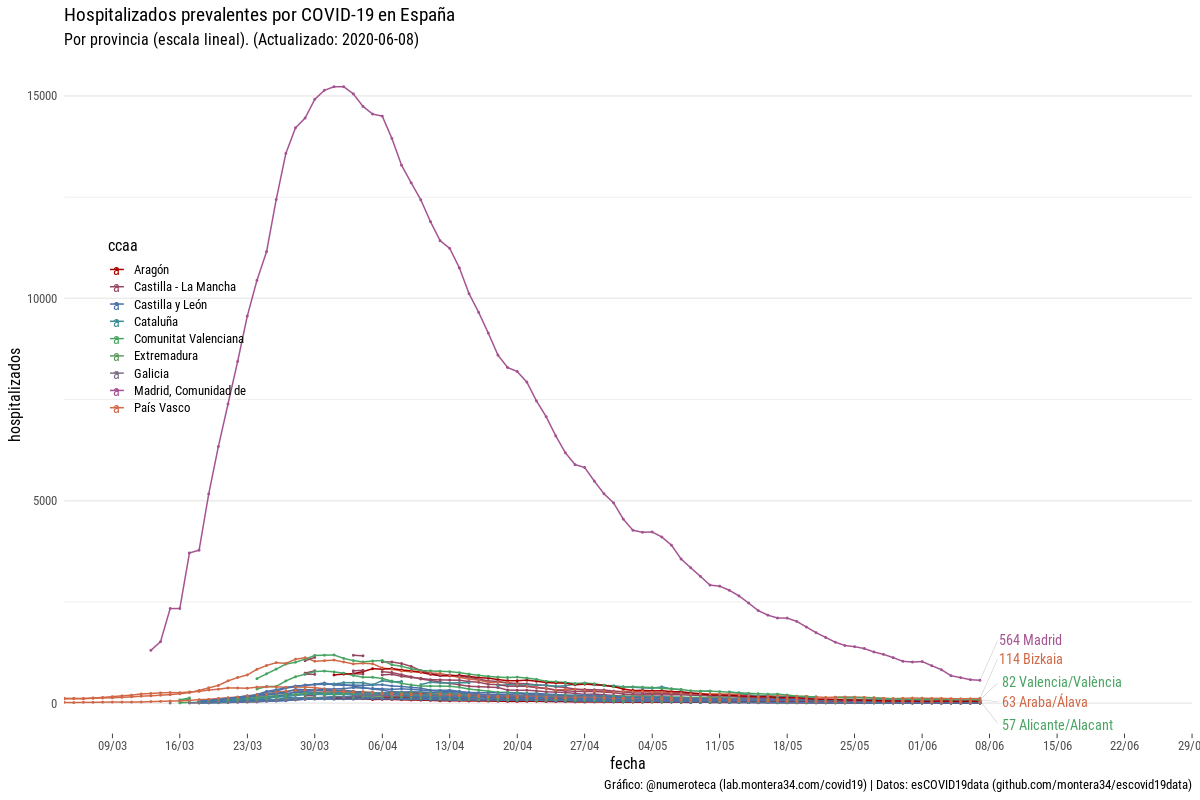 Hospitalizados prevalentes por COVID-19 en España
Por provincia (escala lineal). (Actualizado: 2020-06-08)
15000
10000
5000
0
hospitalizados
ccaa
Aragón
Castilla - La Mancha
Castilla y León
Cataluña
Comunitat Valenciana
Extremadura
Galicia
Madrid, Comunidad de
País Vasco
564 Madrid
114 Bizkaia
82 Valencia/València
63 Araba/Álava
57 Alicante/Alacant
09/03 16/03 23/03 30/03 06/04 13/04 20/04 27/04 04/05 11/05 18/05 25/05 01/06 08/06 15/06 22/06 29/0
fecha
Gráfico: @numeroteca (lab.montera34.com/covid19) | Datos: esCOVID19data (github.com/montera34/escovid19data)